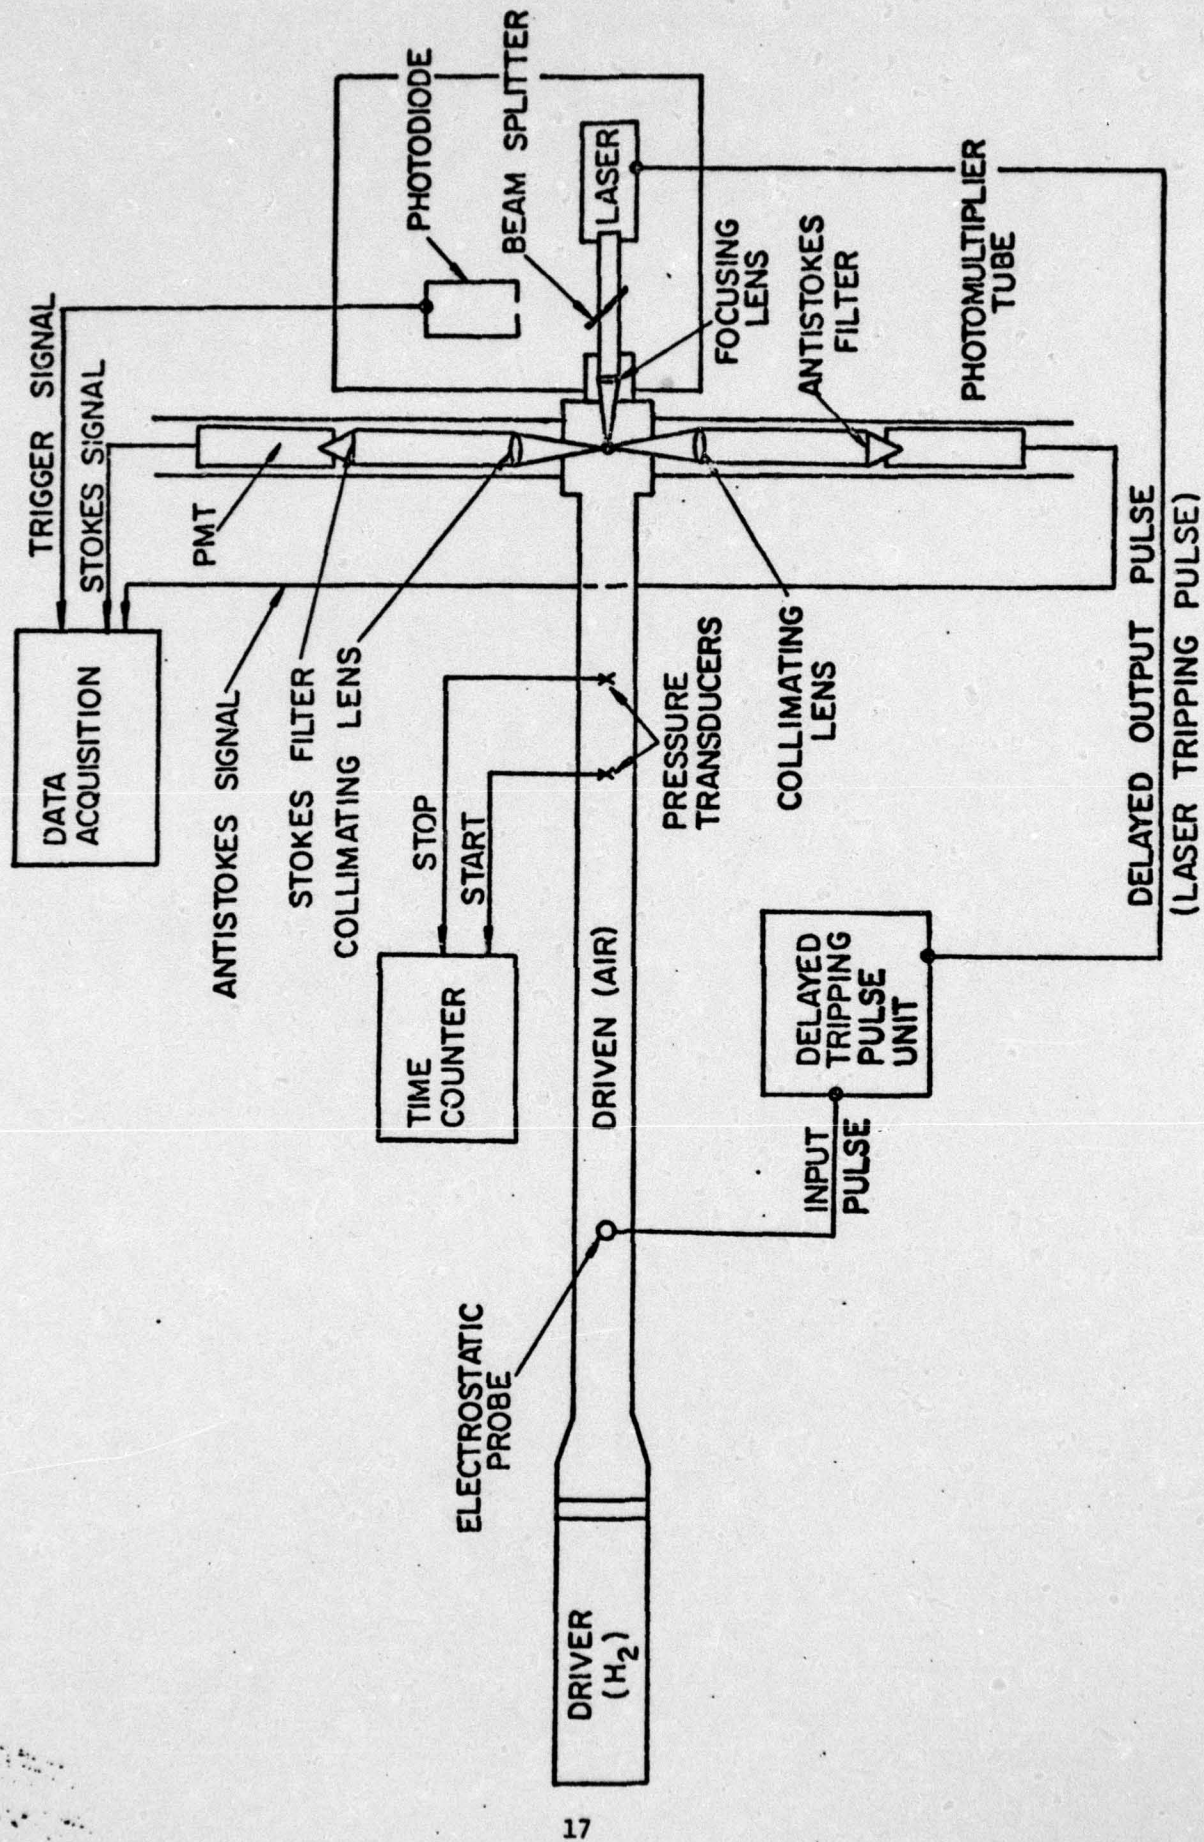 TRIGGER SIGNAL
STOKES SIGNAL
DATA
ACQUISITION
PMT
ANTISTOKES SIGNAL
STOKES FILTER
COLLIMATING LENS
PHOTODIODE
BEAM SPLITTER
LASER
FOCUSING
LENS
ANTISTOKES
FILTER
PHOTOMULTIPLIER
TUBE
STOP
START
TIME
COUNTER
PRESSURE
TRANSDUCERS
COLLIMATING
LENS
DRIVEN (AIR)
ELECTROSTATIC
PROBE
DRIVER
(H₂)
INPUT
PULSE
DELAYED
TRIPPING
PULSE
UNIT
DELAYED OUTPUT PULSE
(LASER TRIPPING PULSE)
17